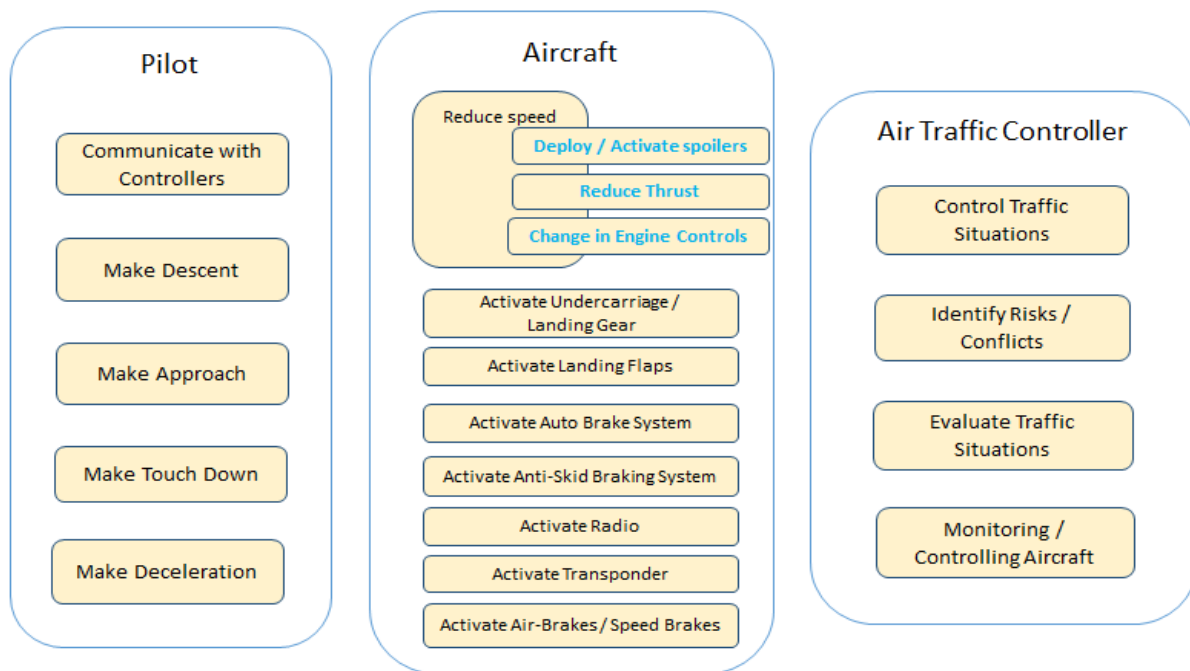 Pilot
Communicate with
Controllers
Make Descent
Make Approach
Make Touch Down
Make Deceleration
Aircraft
Reduce speed
Deploy / Activate spoilers
Reduce Thrust
Change in Engine Controls
Activate Undercarriage /
Landing Gear
Activate Landing Flaps
Activate Auto Brake System
Activate Anti-Skid Braking System
Activate Radio
Activate Transponder
Activate Air-Brakes / Speed Brakes
Air Traffic Controller
Control Traffic
Situations
Identify Risks /
Conflicts
Evaluate Traffic
Situations
Monitoring /
Controlling Aircraft